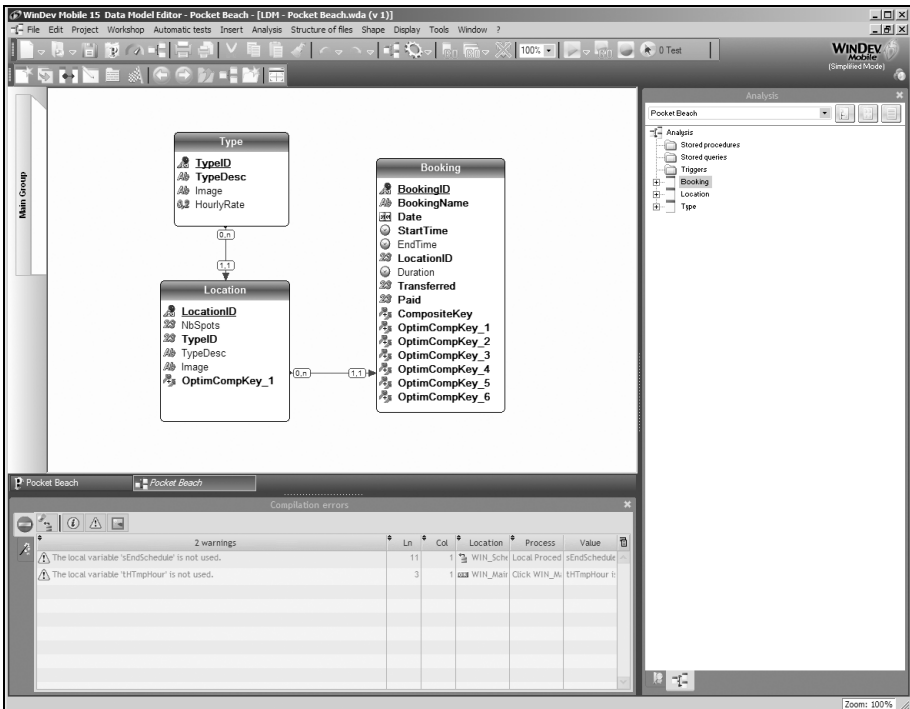 WinDev Mobile 15 Data Model Editor - Pocket Beach - [LDM - Pocket Beach.wda (v 1)]
File Edit Project Workshop Automatic tests Insert Analysis Structure of files Shape Display Tools Window ?
100% 0 Test
WINDEV
Mobile
(Simplified Mode)
Main Group
Type
TypeID
TypeDesc
Image
HourlyRate
0,n
1,1
Location
LocationID
NbSpots
TypeID
TypeDesc
Image
OptimCompKey_1
0,n
1,1
Booking
BookingID
BookingName
Date
StartTime
EndTime
LocationID
Duration
Transferred
Paid
CompositeKey
OptimCompKey_1
OptimCompKey_2
OptimCompKey_3
OptimCompKey_4
OptimCompKey_5
OptimCompKey_6
Analysis
Pocket Beach
Analysis
Stored procedures
Stored queries
Triggers
Booking
Location
Type
Pocket Beach Pocket Beach
Compilation errors
2 warnings Ln Col Location Process Value
The local variable 'sEndSchedule' is not used. 11 1 WIN_Sche Local Proced sEndSchedule
The local variable 'tHTmpHour' is not used. 3 1 WIN_Main Click WIN_Ma tHTmpHour i
Zoom: 100%